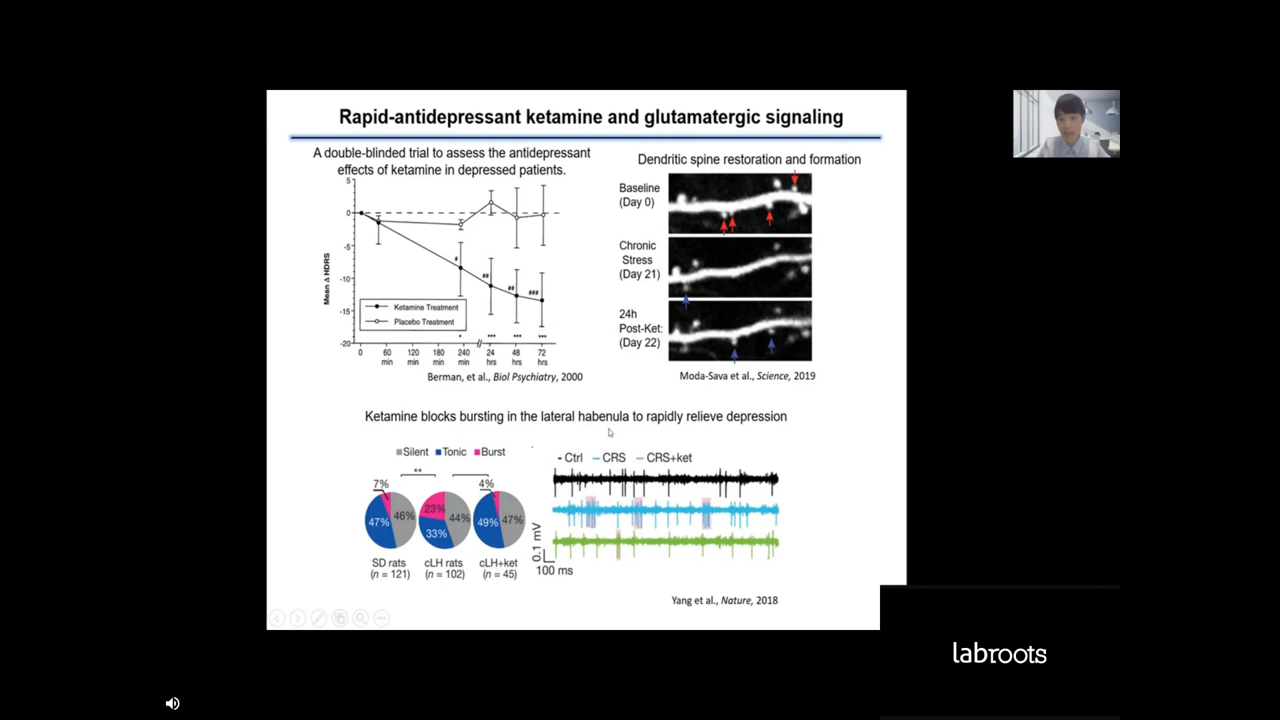 Rapid-antidepressant ketamine and glutamatergic signaling
A double-blinded trial to assess the antidepressant
effects of ketamine in depressed patients.
5
0
-5
-10
-15
-20
Mean Δ HDRS
#
##
##
###
Ketamine Treatment
Placebo Treatment
*
***
***
***
0 60 120 180 240 24 48 72
min min min min hrs hrs hrs
Berman, et al., Biol Psychiatry, 2000
Dendritic spine restoration and formation
Baseline
(Day 0)
Chronic
Stress
(Day 21)
24h
Post-Ket:
(Day 22)
Moda-Sava et al., Science, 2019
Ketamine blocks bursting in the lateral habenula to rapidly relieve depression
Silent Tonic Burst
**
7% 4%
47% 46% 23% 33% 44% 49% 47%
SD rats cLH rats cLH+ket
(n = 121) (n = 102) (n = 45)
Ctrl CRS CRS+ket
0.1 mV
100 ms
Yang et al., Nature, 2018
labroots